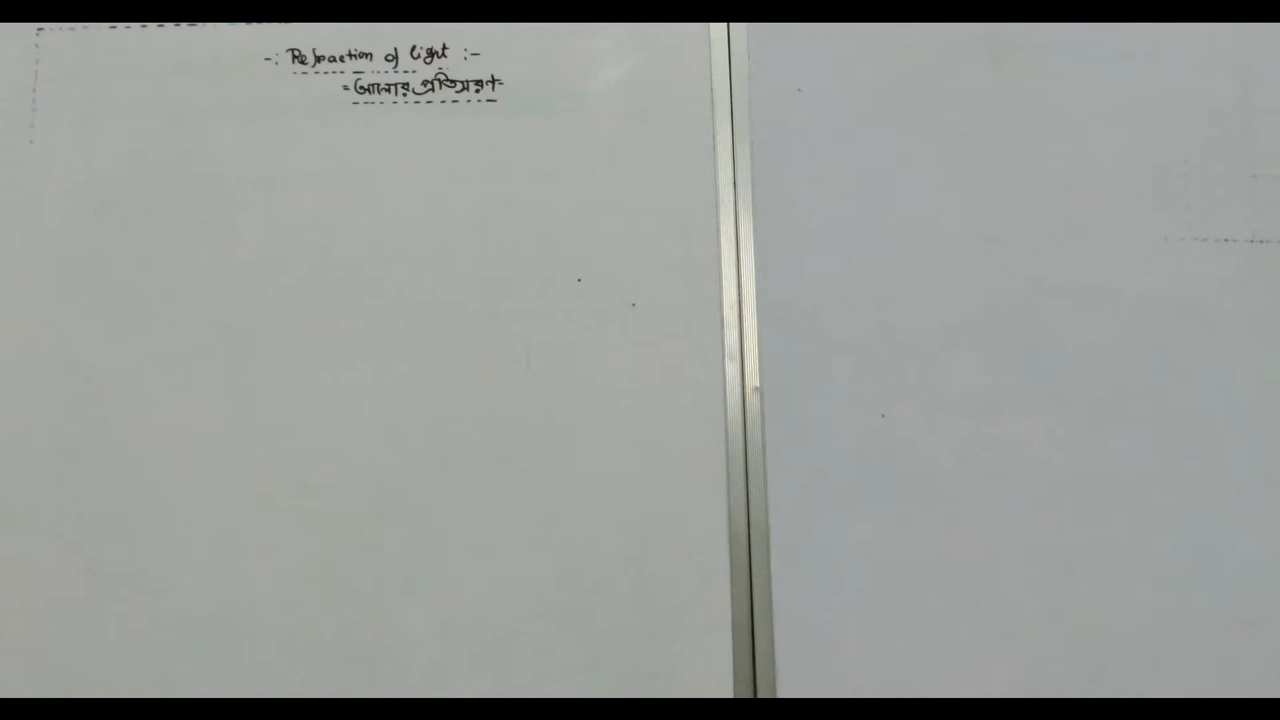 -: Refraction of light :-
= আলোর প্রতিসরণ =